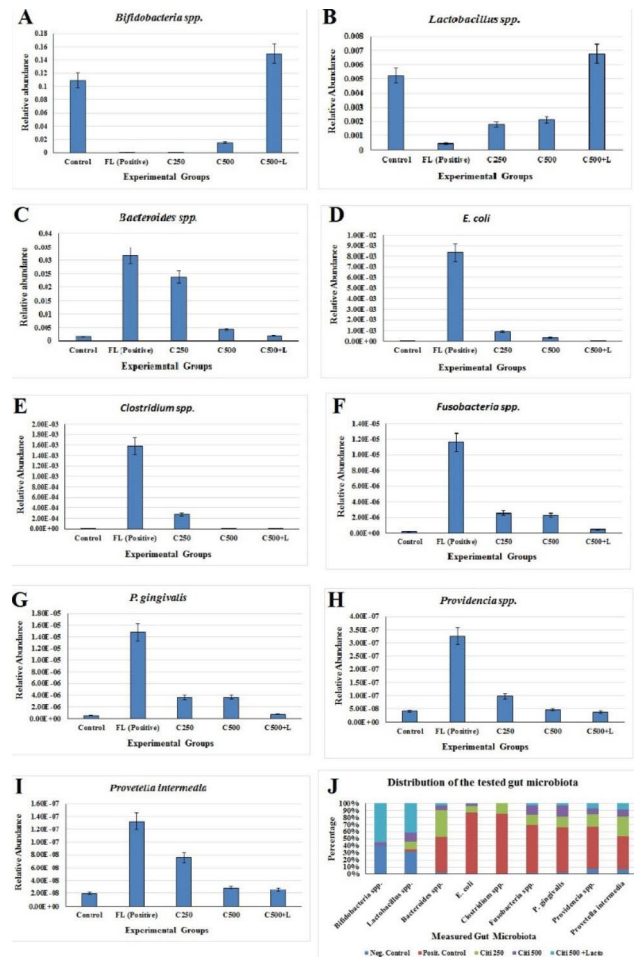 A
Bifidobacteria spp.
Relative abundance
0.18
0.16
0.14
0.12
0.1
0.08
0.06
0.04
0.02
0
Control FL (Positive) C250 C500 C500+L
Experimental Groups
B
Lactobacillus spp.
Relative abundance
0.008
0.007
0.006
0.005
0.004
0.003
0.002
0.001
0
Control FL (Positive) C250 C500 C500+L
Experimental Groups
C
Bacteroides spp.
Relative abundance
0.04
0.035
0.03
0.025
0.02
0.015
0.01
0.005
0
Control FL (Positive) C250 C500 C500+L
Experiemntal Groups
D
E. coli
Relative abundance
1.00E-02
9.00E-03
8.00E-03
7.00E-03
6.00E-03
5.00E-03
4.00E-03
3.00E-03
2.00E-03
1.00E-03
0.00E+00
Control FL (Positive) C250 C500 C500+L
Experimental Groups
E
Clostridium spp.
Relative Abundance
2.00E-03
1.80E-03
1.60E-03
1.40E-03
1.20E-03
1.00E-03
8.00E-04
6.00E-04
4.00E-04
2.00E-04
0.00E+00
Control FL (Positive) C250 C500 C500+L
Experimental Groups
F
Fusobacteria spp.
Relative Abundance
1.40E-05
1.20E-05
1.00E-05
8.00E-06
6.00E-06
4.00E-06
2.00E-06
0.00E+00
Control FL (Positive) C250 C500 C500+L
Experimental Groups
G
P. gingivalis
Relative Abundance
1.80E-05
1.60E-05
1.40E-05
1.20E-05
1.00E-05
8.00E-06
6.00E-06
4.00E-06
2.00E-06
0.00E+00
Control FL (Positive) C250 C500 C500+L
Experimental Groups
H
Providencia spp.
Relative Abundance
4.00E-07
3.50E-07
3.00E-07
2.50E-07
2.00E-07
1.50E-07
1.00E-07
5.00E-08
0.00E+00
Control FL (Positive) C250 C500 C500+L
Experimental Groups
I
Provetella intermedia
Relative Abundance
1.60E-07
1.40E-07
1.20E-07
1.00E-07
8.00E-08
6.00E-08
4.00E-08
2.00E-08
0.00E+00
Control FL (Positive) C250 C500 C500+L
Experimental Groups
J
Distribution of the tested gut microbiota
Percentage
100%
90%
80%
70%
60%
50%
40%
30%
20%
10%
0%
Bifidobacteria spp. Lactobacillus spp. Bacteroides spp. E. coli Clostridium spp. Fusobacteria spp. P. gingivalis Providencia spp. Provetella intermedia
Measured Gut Microbiota
Neg. Control Posit. Control Citi 250 Citi 500 Citi 500 +Lacto